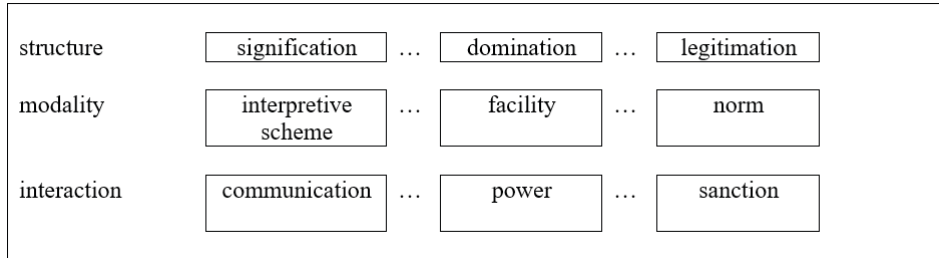 structure signification … domination … legitimation
modality interpretive … facility … norm
scheme
interaction communication … power … sanction